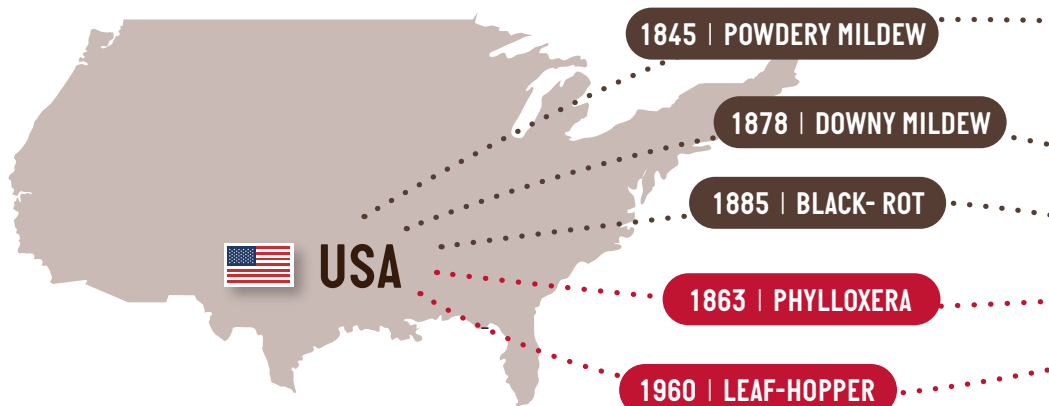 1845 | POWDERY MILDEW
1878 | DOWNY MILDEW
1885 | BLACK- ROT
USA
1863 | PHYLLOXERA
1960 | LEAF-HOPPER